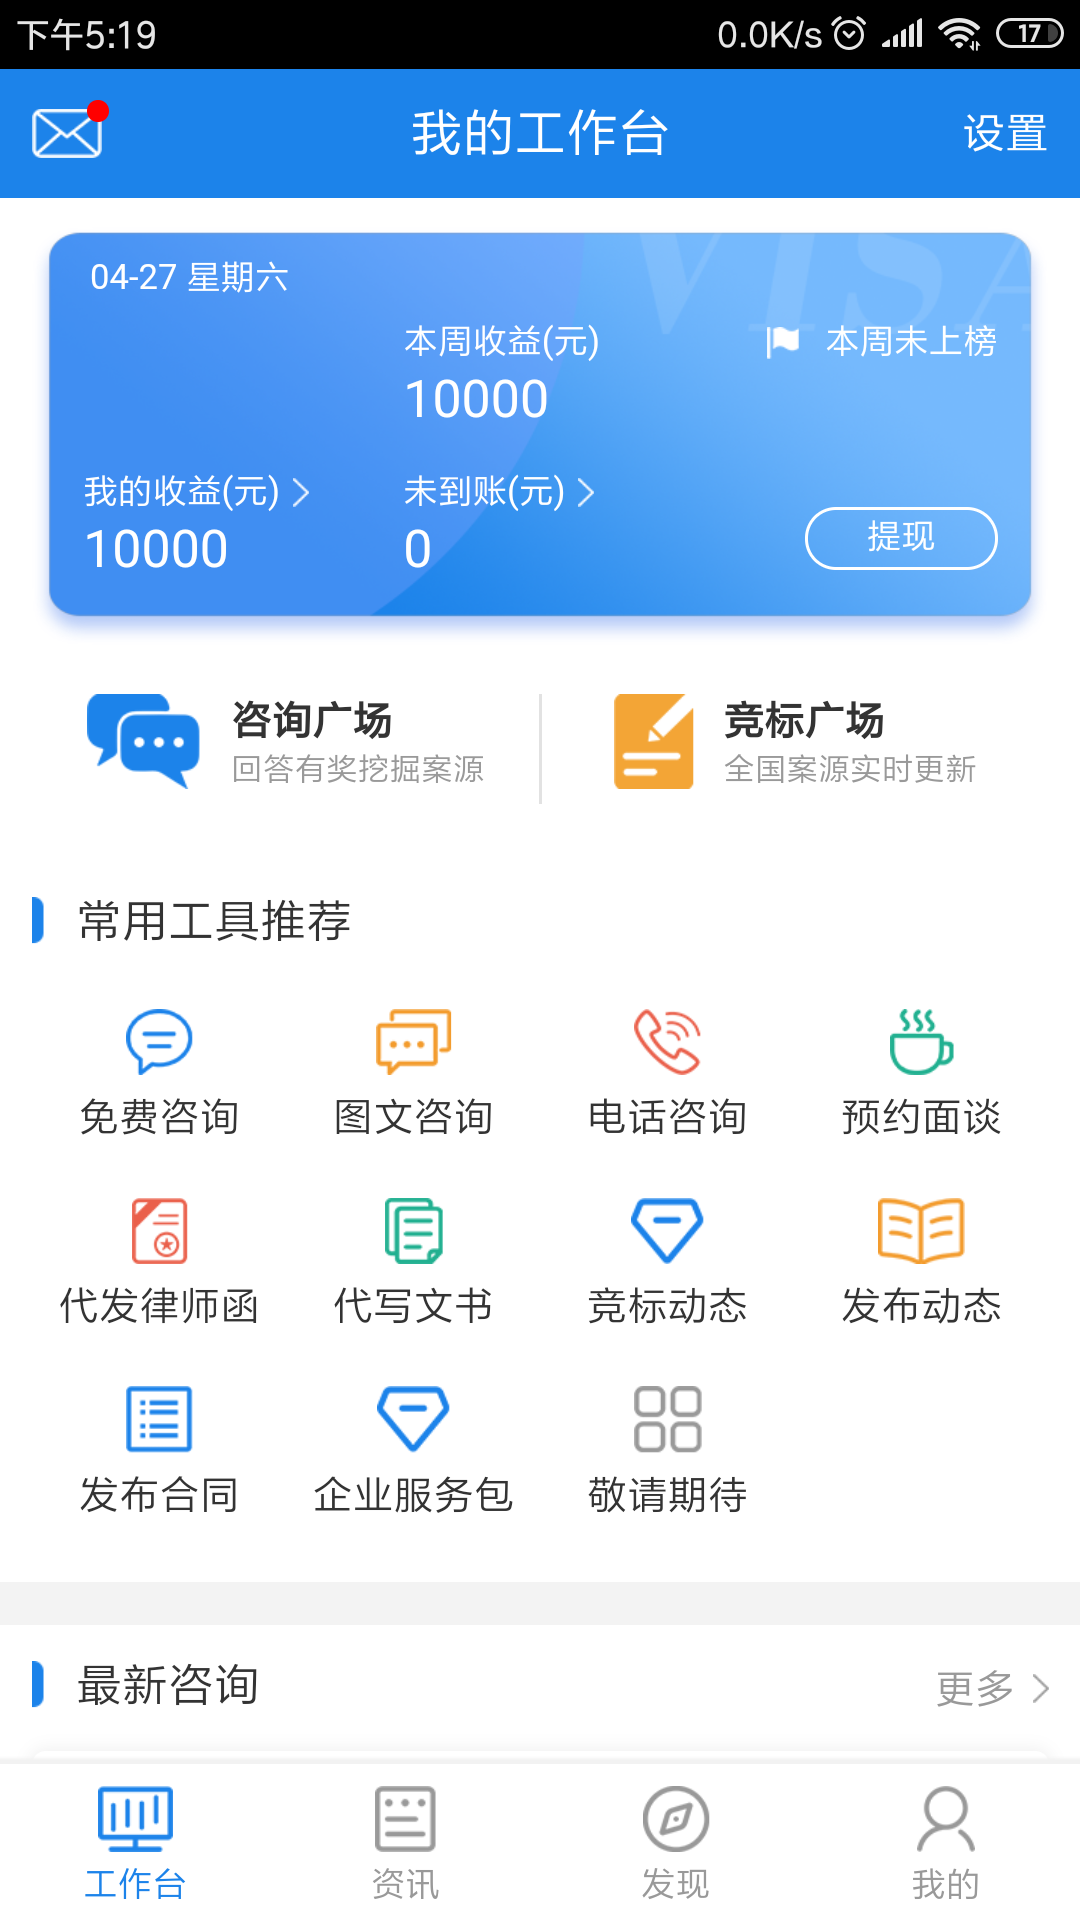 下午5:19
0.0K/s
17
我的工作台
设置
VISA
04-27 星期六
本周收益(元)
本周未上榜
10000
我的收益(元)
未到账(元)
10000
0
提现
咨询广场
回答有奖挖掘案源
竞标广场
全国案源实时更新
常用工具推荐
免费咨询
图文咨询
电话咨询
预约面谈
代发律师函
代写文书
竞标动态
发布动态
发布合同
企业服务包
敬请期待
最新咨询
更多
工作台
资讯
发现
我的